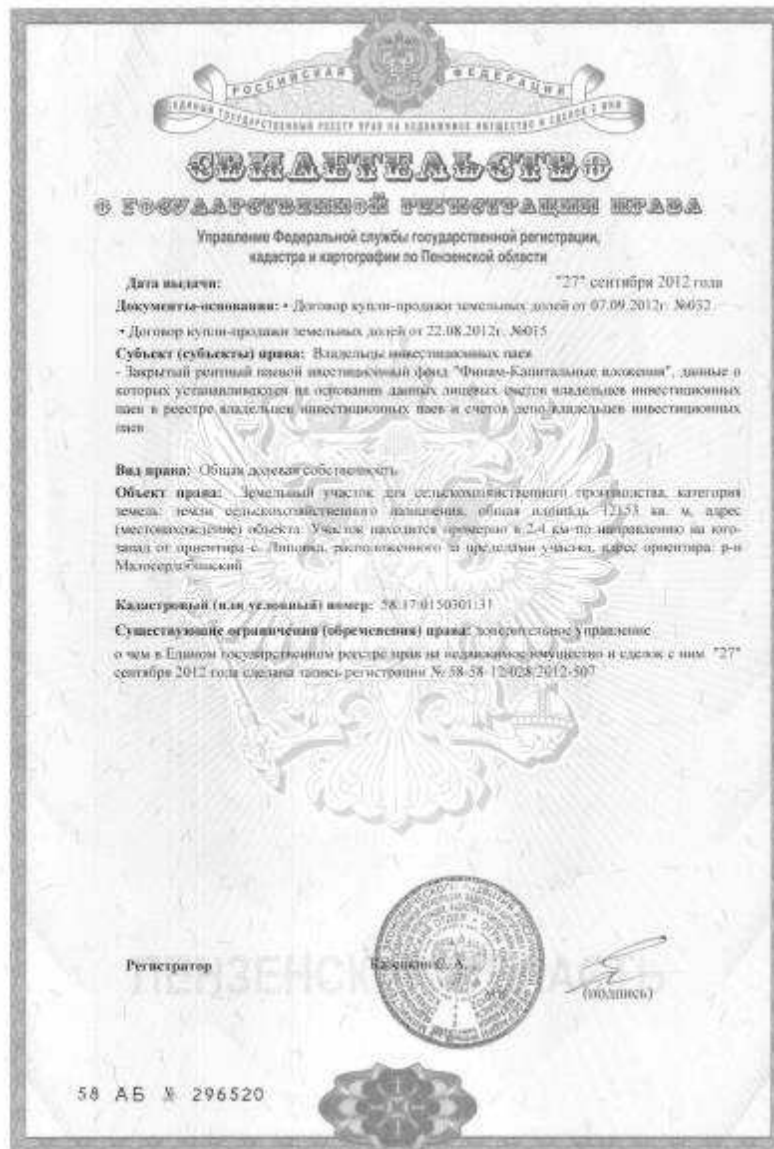 РОССИЙСКАЯ ФЕДЕРАЦИЯ
ЕДИНЫЙ ГОСУДАРСТВЕННЫЙ РЕЕСТР ПРАВ НА НЕДВИЖИМОЕ ИМУЩЕСТВО И СДЕЛОК С НИМ
СВИДЕТЕЛЬСТВО
О ГОСУДАРСТВЕННОЙ РЕГИСТРАЦИИ ПРАВА
Управление Федеральной службы государственной регистрации,
кадастра и картографии по Пензенской области
Дата выдачи: "27" сентября 2012 года
Документы-основания: • Договор купли-продажи земельных долей от 07.09.2012г. №032
• Договор купли-продажи земельных долей от 22.08.2012г. №015
Субъект (субъекты) права: Владельцы инвестиционных паев
- Закрытый рентный паевой инвестиционный фонд "Финам-Капитальные вложения", данные о
которых устанавливаются на основании данных лицевых счетов владельцев инвестиционных
паев в реестре владельцев инвестиционных паев и счетов депо владельцев инвестиционных
паев
Вид права: Общая долевая собственность
Объект права: Земельный участок для сельскохозяйственного производства, категория
земель: земли сельскохозяйственного назначения, общая площадь 12153 кв. м, адрес
(местонахождение) объекта: Участок находится примерно в 2,4 км по направлению на юго-
запад от ориентира с. Липовка, расположенного за пределами участка, адрес ориентира: р-н
Малосердобинский
Кадастровый (или условный) номер: 58:17:0150301:31
Существующие ограничения (обременения) права: доверительное управление
о чем в Едином государственном реестре прав на недвижимое имущество и сделок с ним "27"
сентября 2012 года сделана запись регистрации № 58-58-12/028/2012-507
Регистратор
(подпись)
58 АБ № 296520